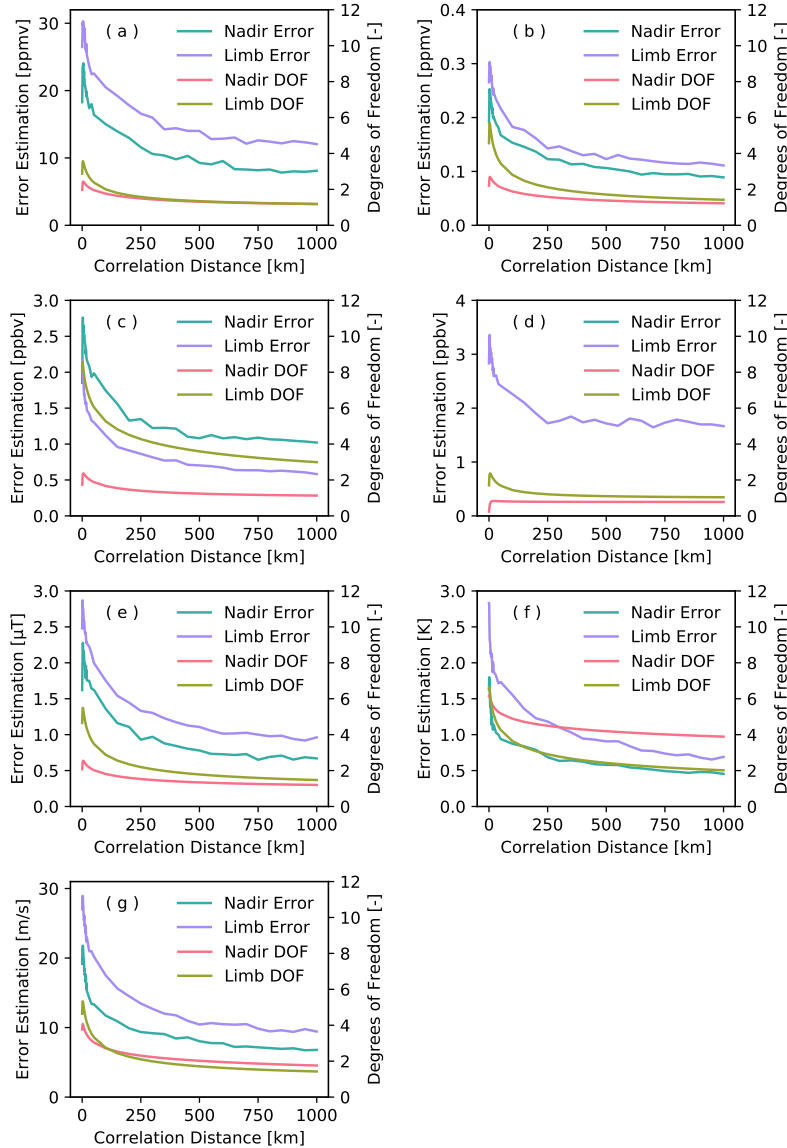 ( a )
Nadir Error
Limb Error
Nadir DOF
Limb DOF
Error Estimation [ppmv]
0
10
20
30
Degrees of Freedom [-]
0
2
4
6
8
10
12
0
250
500
750
1000
Correlation Distance [km]
( b )
Nadir Error
Limb Error
Nadir DOF
Limb DOF
Error Estimation [ppmv]
0.0
0.1
0.2
0.3
0.4
Degrees of Freedom [-]
0
2
4
6
8
10
12
0
250
500
750
1000
Correlation Distance [km]
( c )
Nadir Error
Limb Error
Nadir DOF
Limb DOF
Error Estimation [ppbv]
0.0
0.5
1.0
1.5
2.0
2.5
3.0
Degrees of Freedom [-]
0
2
4
6
8
10
12
0
250
500
750
1000
Correlation Distance [km]
( d )
Nadir Error
Limb Error
Nadir DOF
Limb DOF
Error Estimation [ppbv]
0
1
2
3
4
Degrees of Freedom [-]
0
2
4
6
8
10
12
0
250
500
750
1000
Correlation Distance [km]
( e )
Nadir Error
Limb Error
Nadir DOF
Limb DOF
Error Estimation [µT]
0.0
0.5
1.0
1.5
2.0
2.5
3.0
Degrees of Freedom [-]
0
2
4
6
8
10
12
0
250
500
750
1000
Correlation Distance [km]
( f )
Nadir Error
Limb Error
Nadir DOF
Limb DOF
Error Estimation [K]
0.0
0.5
1.0
1.5
2.0
2.5
3.0
Degrees of Freedom [-]
0
2
4
6
8
10
12
0
250
500
750
1000
Correlation Distance [km]
( g )
Nadir Error
Limb Error
Nadir DOF
Limb DOF
Error Estimation [m/s]
0
10
20
30
Degrees of Freedom [-]
0
2
4
6
8
10
12
0
250
500
750
1000
Correlation Distance [km]